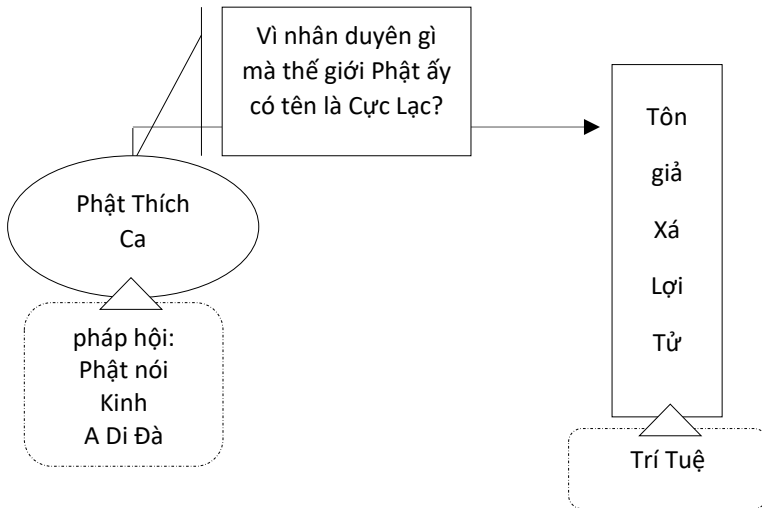 Vì nhân duyên gì
mà thế giới Phật ấy
có tên là Cực Lạc?
Tôn
giả
Xá
Lợi
Tử
Phật Thích
Ca
pháp hội:
Phật nói
Kinh
A Di Đà
Trí Tuệ